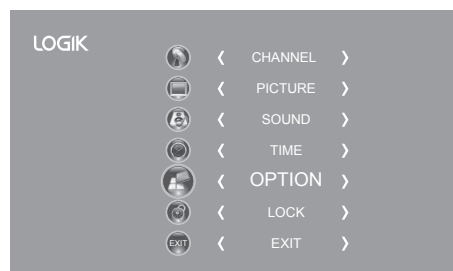 LOGIK
CHANNEL
PICTURE
SOUND
TIME
OPTION
LOCK
EXIT EXIT